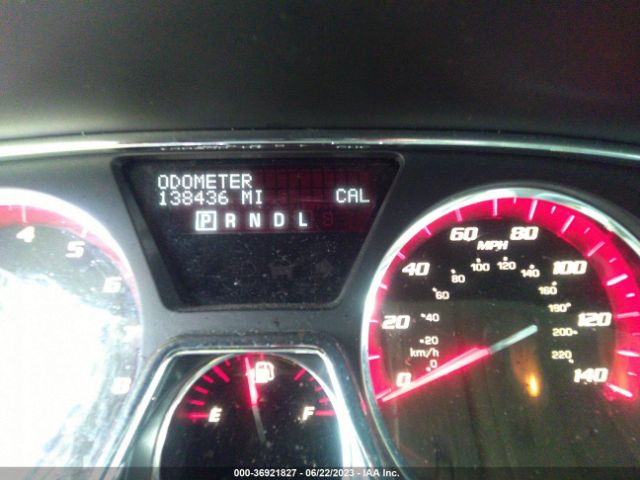 ODOMETER
138436 MI CAL
P R N D L
4 5 6 8
0 20 40 60 80 100 120 140
MPH
0 20 40 60 80 100 120 140 160 180 200 220
km/h
E F
000-36921827 - 06/22/2023 - IAA Inc.